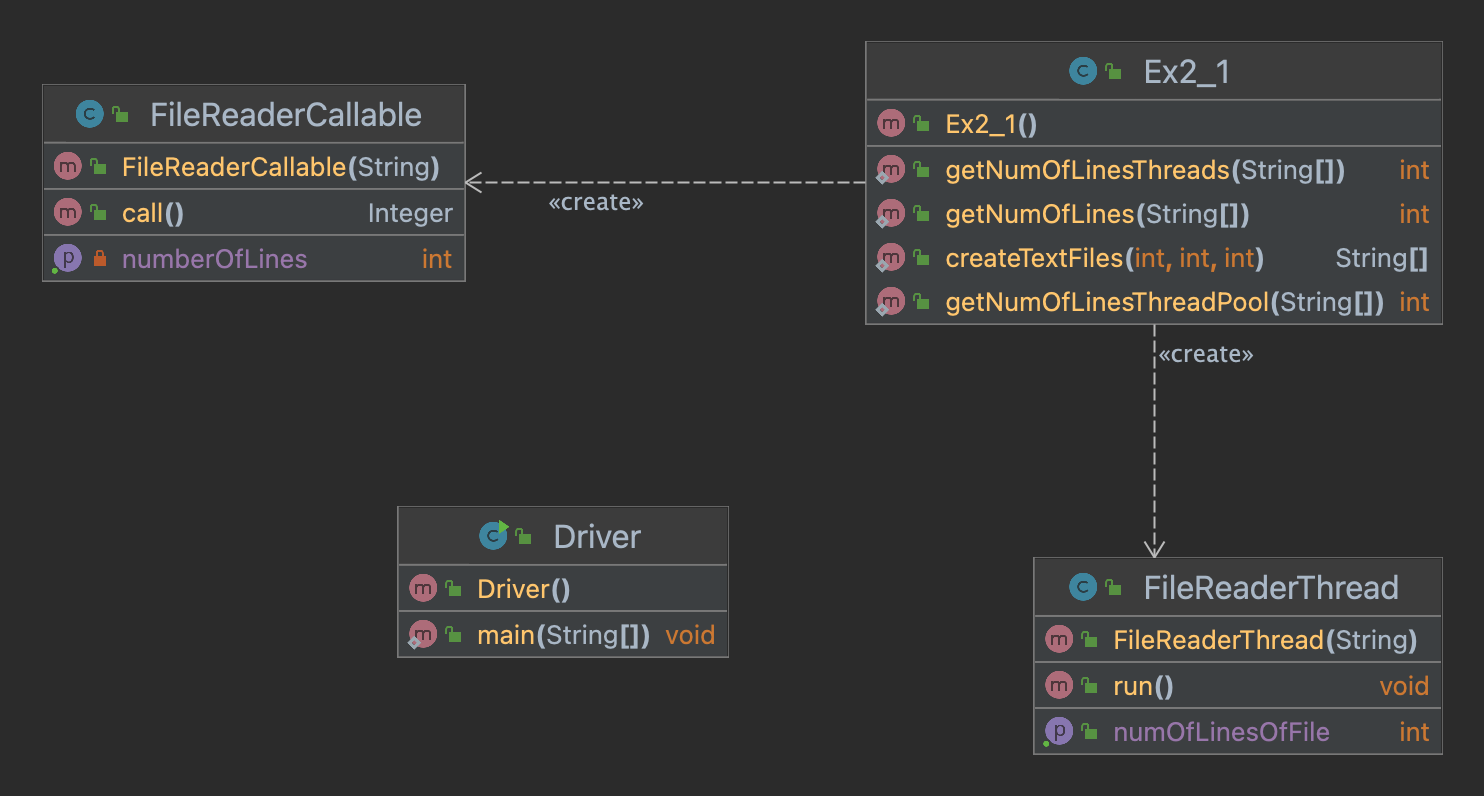 FileReaderCallable
FileReaderCallable(String)
call() Integer
numberOfLines int
«create»
Ex2_1
Ex2_1()
getNumOfLinesThreads(String[]) int
getNumOfLines(String[]) int
createTextFiles(int, int, int) String[]
getNumOfLinesThreadPool(String[]) int
«create»
Driver
Driver()
main(String[]) void
FileReaderThread
FileReaderThread(String)
run() void
numOfLinesOfFile int